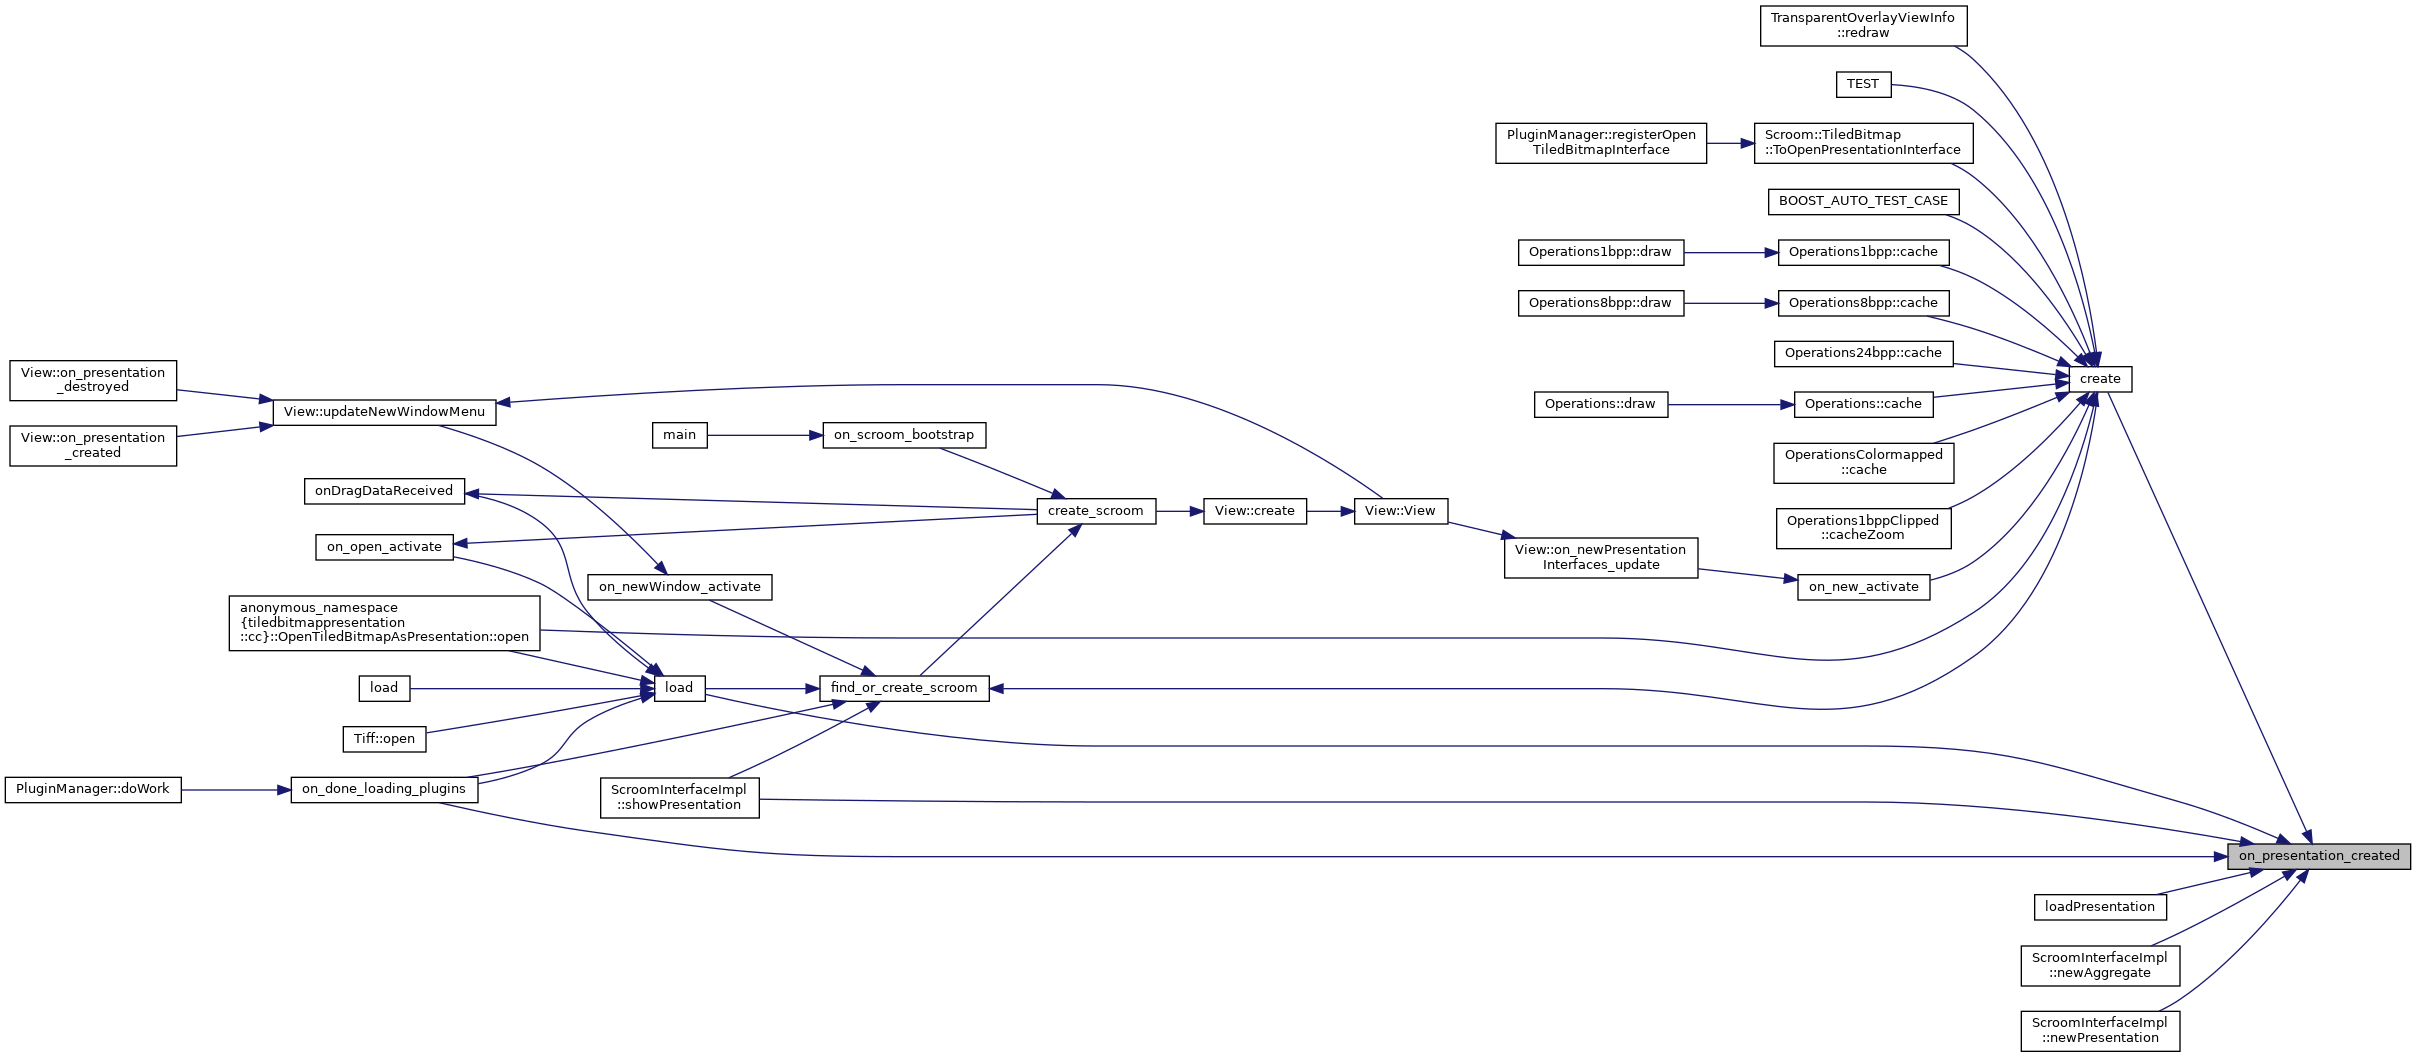 TransparentOverlayViewInfo
::redraw
TEST
PluginManager::registerOpen
TiledBitmapInterface
Scroom::TiledBitmap
::ToOpenPresentationInterface
BOOST_AUTO_TEST_CASE
Operations1bpp::draw
Operations1bpp::cache
Operations8bpp::draw
Operations8bpp::cache
Operations24bpp::cache
create
View::on_presentation
_destroyed
View::updateNewWindowMenu
Operations::draw
Operations::cache
View::on_presentation
_created
main
on_scroom_bootstrap
OperationsColormapped
::cache
onDragDataReceived
create_scroom
View::create
View::View
Operations1bppClipped
::cacheZoom
on_open_activate
View::on_newPresentation
Interfaces_update
on_newWindow_activate
on_new_activate
anonymous_namespace
{tiledbitmappresentation
::cc}::OpenTiledBitmapAsPresentation::open
load
load
find_or_create_scroom
Tiff::open
PluginManager::doWork
on_done_loading_plugins
ScroomInterfaceImpl
::showPresentation
on_presentation_created
loadPresentation
ScroomInterfaceImpl
::newAggregate
ScroomInterfaceImpl
::newPresentation